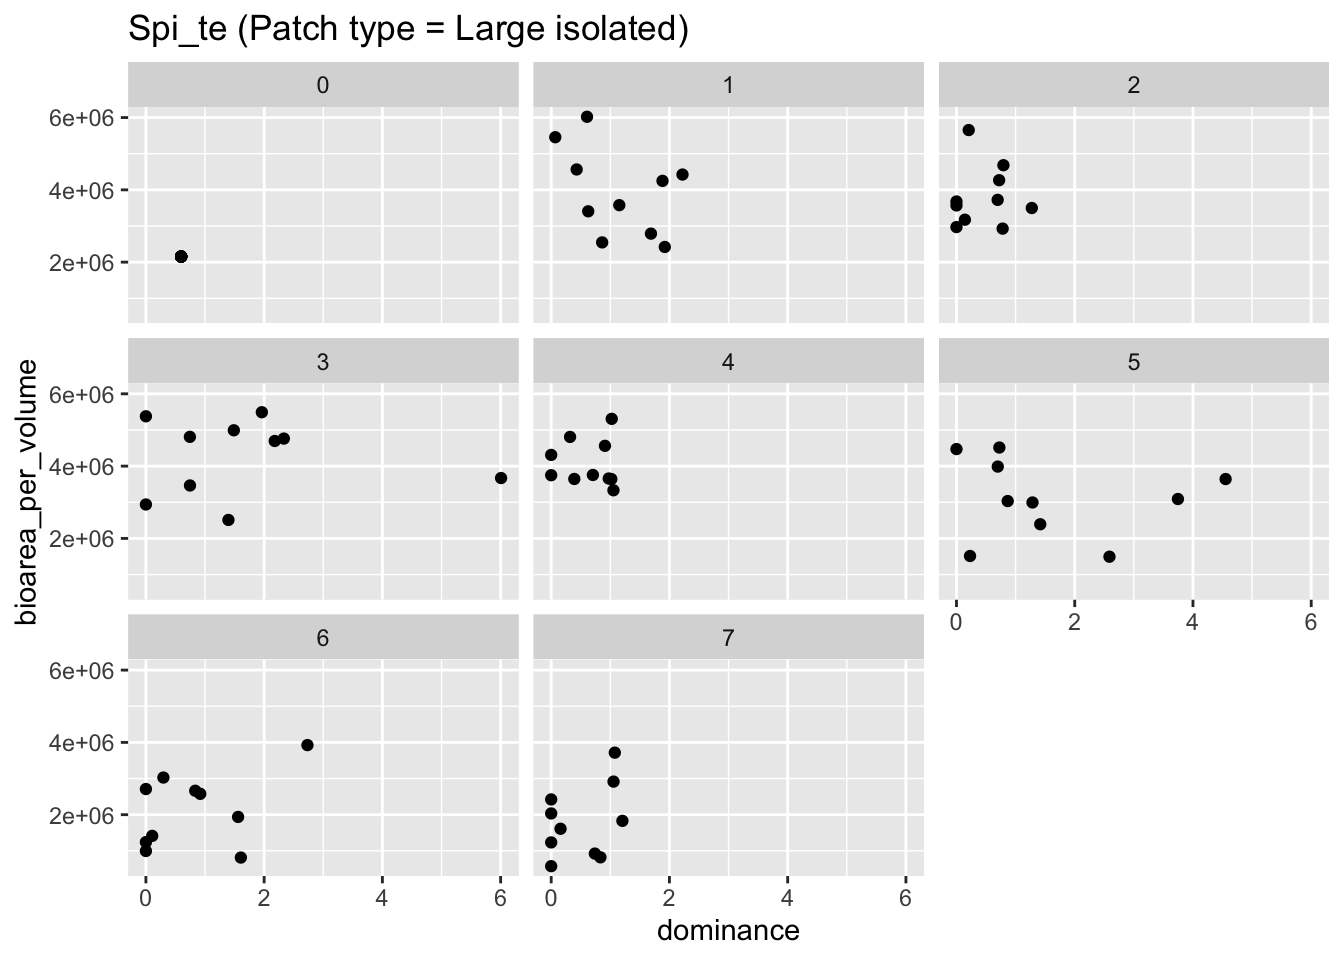 Spi_te (Patch type = Large isolated)
0 1 2
6e+06
4e+06
2e+06
3 4 5
6e+06
4e+06
2e+06
0 2 4 6
6 7
6e+06
4e+06
2e+06
0 2 4 6 0 2 4 6
dominance
bioarea_per_volume